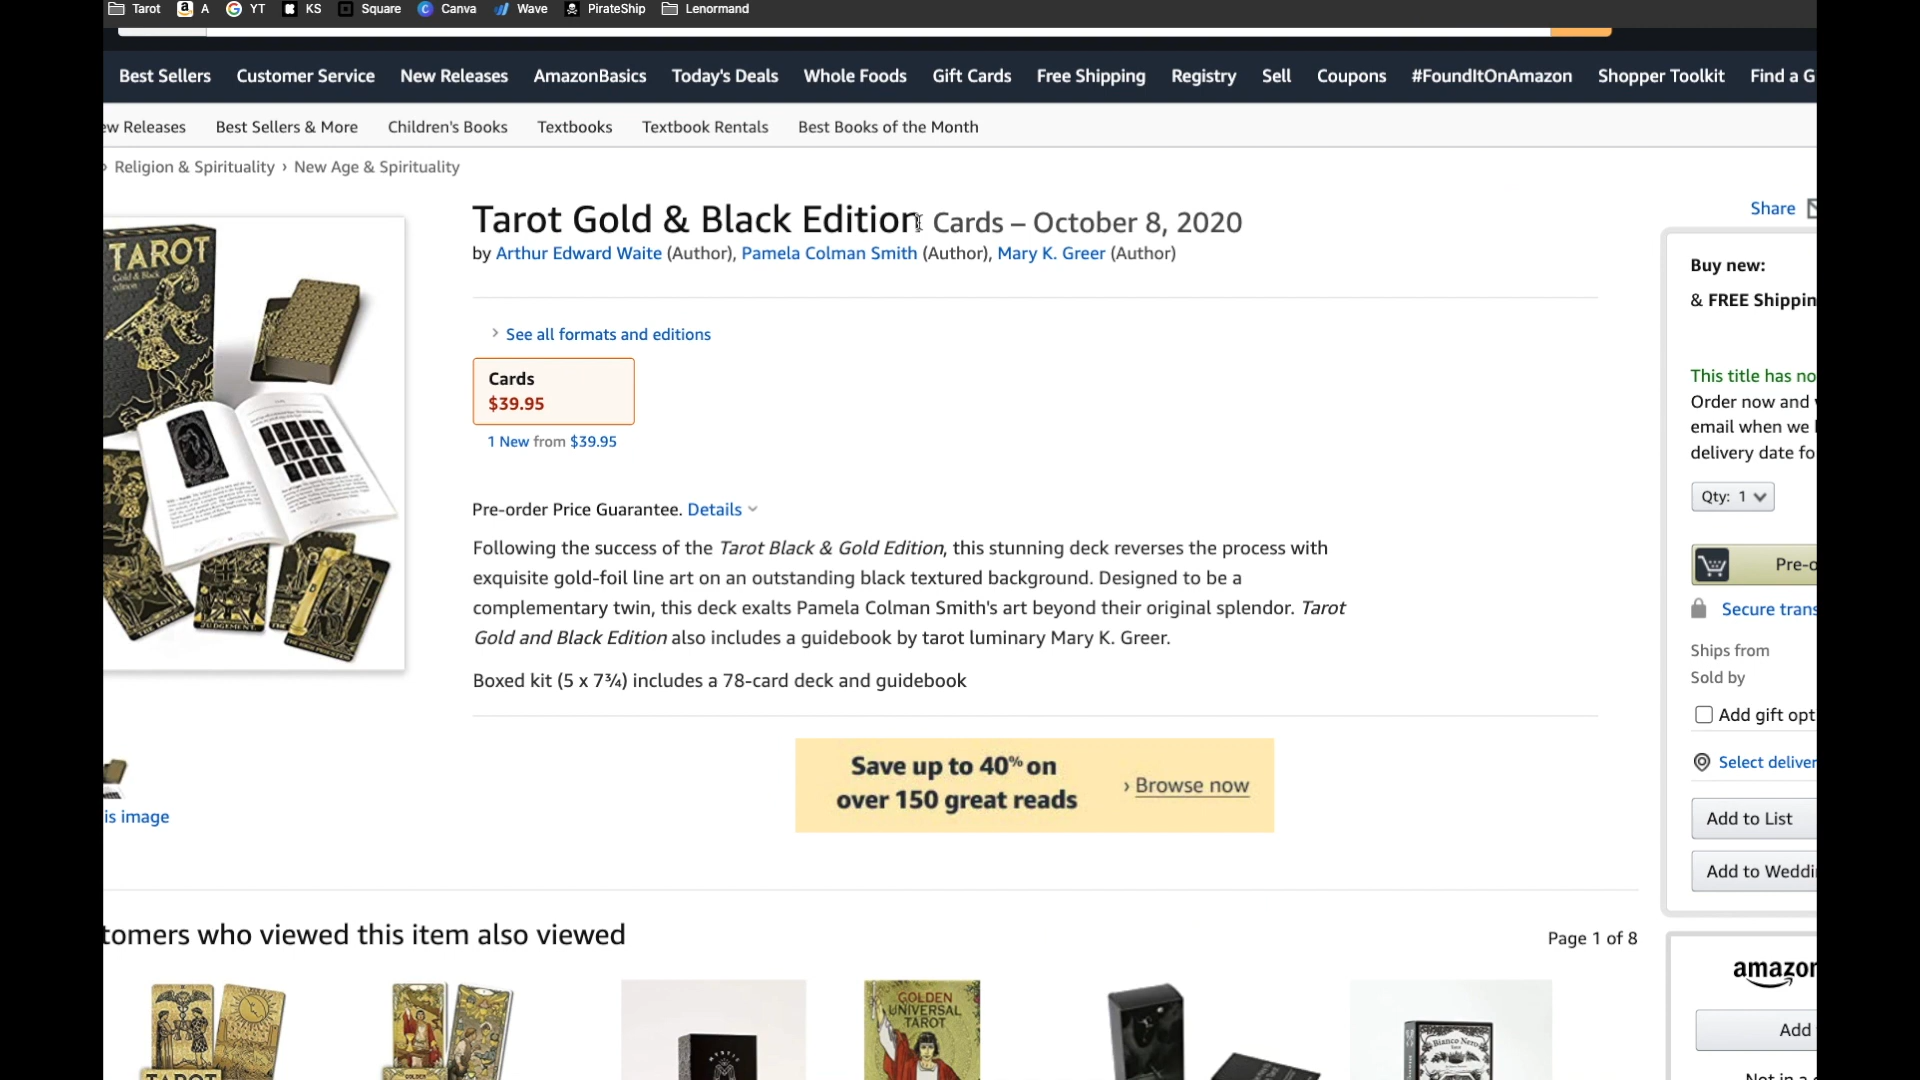 Tarot A YT KS Square Canva Wave PirateShip Lenormand
Best Sellers Customer Service New Releases AmazonBasics Today's Deals Whole Foods Gift Cards Free Shipping Registry Sell Coupons #FoundItOnAmazon Shopper Toolkit Find a G
ew Releases Best Sellers & More Children's Books Textbooks Textbook Rentals Best Books of the Month
› Religion & Spirituality › New Age & Spirituality
Tarot Gold & Black Edition Cards – October 8, 2020
by Arthur Edward Waite (Author), Pamela Colman Smith (Author), Mary K. Greer (Author)
› See all formats and editions
Cards
$39.95
1 New from $39.95
Pre-order Price Guarantee. Details
Following the success of the Tarot Black & Gold Edition, this stunning deck reverses the process with
exquisite gold-foil line art on an outstanding black textured background. Designed to be a
complementary twin, this deck exalts Pamela Colman Smith's art beyond their original splendor. Tarot
Gold and Black Edition also includes a guidebook by tarot luminary Mary K. Greer.
Boxed kit (5 x 7¾) includes a 78-card deck and guidebook
Save up to 40% on
over 150 great reads
› Browse now
TAROT
Gold & Black
edition
JUDGEMENT.
is image
Share
Buy new:
& FREE Shippin
This title has no
Order now and
email when we
delivery date fo
Qty: 1
Pre-o
Secure trans
Ships from
Sold by
Add gift opt
Select deliver
Add to List
Add to Weddi
amazon
Add
Not in a
tomers who viewed this item also viewed
Page 1 of 8
TAROT
GOLDEN
GOLDEN
UNIVERSAL
TAROT
MYSTIC
Bianco Nero